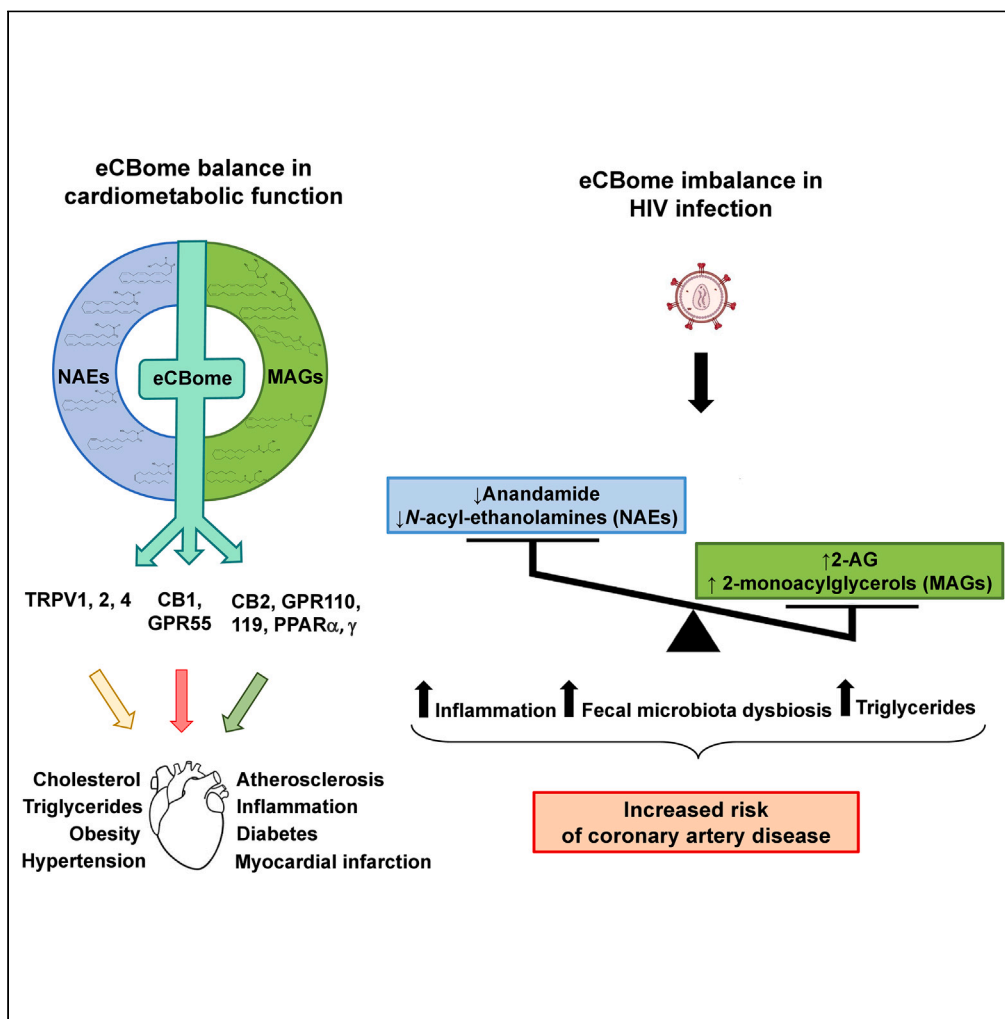 eCBome balance in
cardiometabolic function
NAEs
eCBome
MAGs
TRPV1, 2, 4
CB1,
GPR55
CB2, GPR110,
119, PPARα, γ
Cholesterol
Triglycerides
Obesity
Hypertension
Atherosclerosis
Inflammation
Diabetes
Myocardial infarction
eCBome imbalance in
HIV infection
↓Anandamide
↓N-acyl-ethanolamines (NAEs)
↑2-AG
↑ 2-monoacylglycerols (MAGs)
Inflammation
Fecal microbiota dysbiosis
Triglycerides
Increased risk
of coronary artery disease